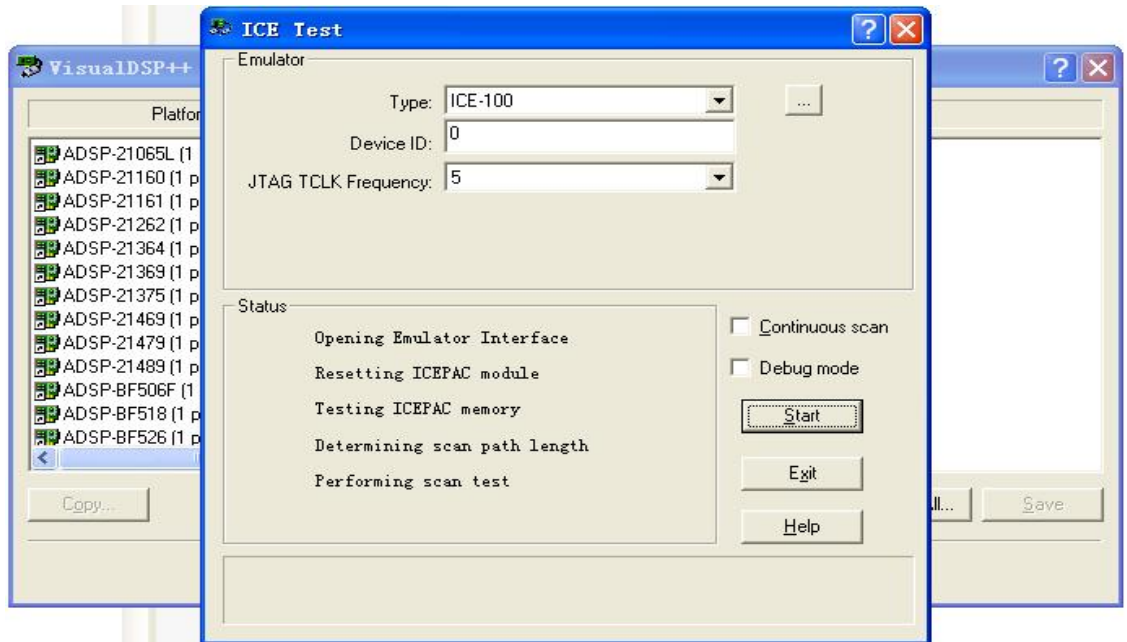 ICE Test
VisualDSP++
Emulator
Type: ICE-100
...
Device ID: 0
JTAG TCLK Frequency: 5
Platfor
ADSP-21065L (1
ADSP-21160 (1 p
ADSP-21161 (1 p
ADSP-21262 (1 p
ADSP-21364 (1 p
ADSP-21369 (1 p
ADSP-21375 (1 p
ADSP-21469 (1 p
ADSP-21479 (1 p
ADSP-21489 (1 p
ADSP-BF506F (1
ADSP-BF518 (1 p
ADSP-BF526 (1 p
Copy...
Status
Opening Emulator Interface
Resetting ICEPAC module
Testing ICEPAC memory
Determining scan path length
Performing scan test
Continuous scan
Debug mode
Start
Exit
Help
ll...
Save